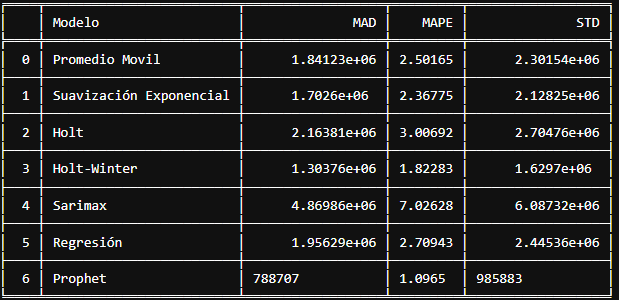 Modelo MAD MAPE STD
0 Promedio Movil 1.84123e+06 2.50165 2.30154e+06
1 Suavización Exponencial 1.7026e+06 2.36775 2.12825e+06
2 Holt 2.16381e+06 3.00692 2.70476e+06
3 Holt-Winter 1.30376e+06 1.82283 1.6297e+06
4 Sarimax 4.86986e+06 7.02628 6.08732e+06
5 Regresión 1.95629e+06 2.70943 2.44536e+06
6 Prophet 788707 1.0965 985883